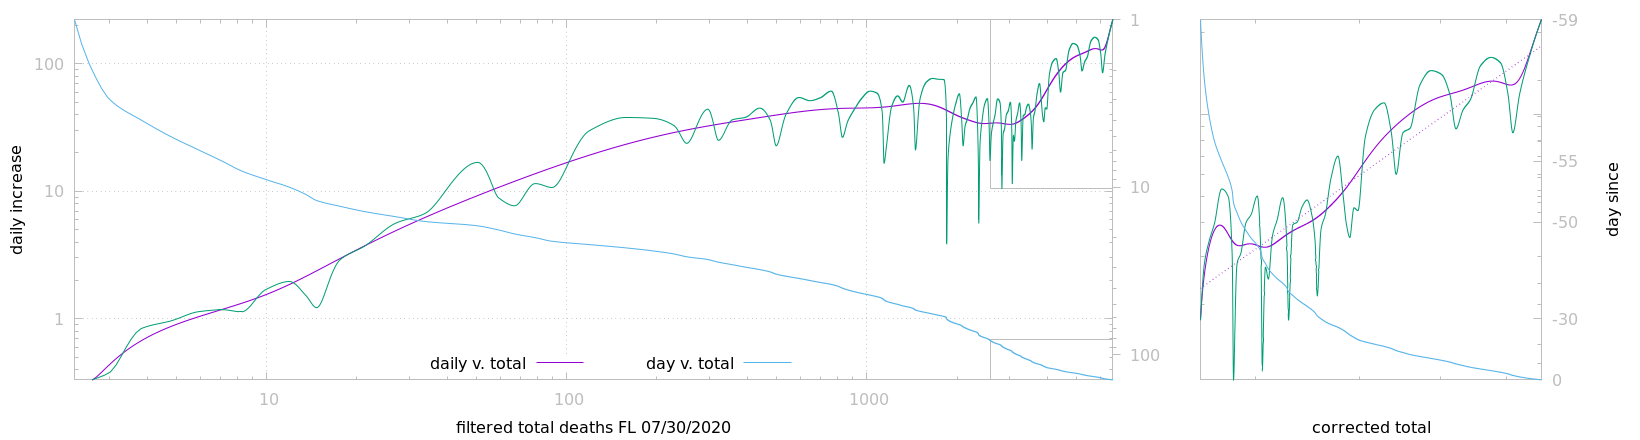 daily increase
100
10
1
10
100
1000
1
10
100
daily v. total
day v. total
filtered total deaths FL 07/30/2020
-59
-55
-50
-30
0
day since
corrected total